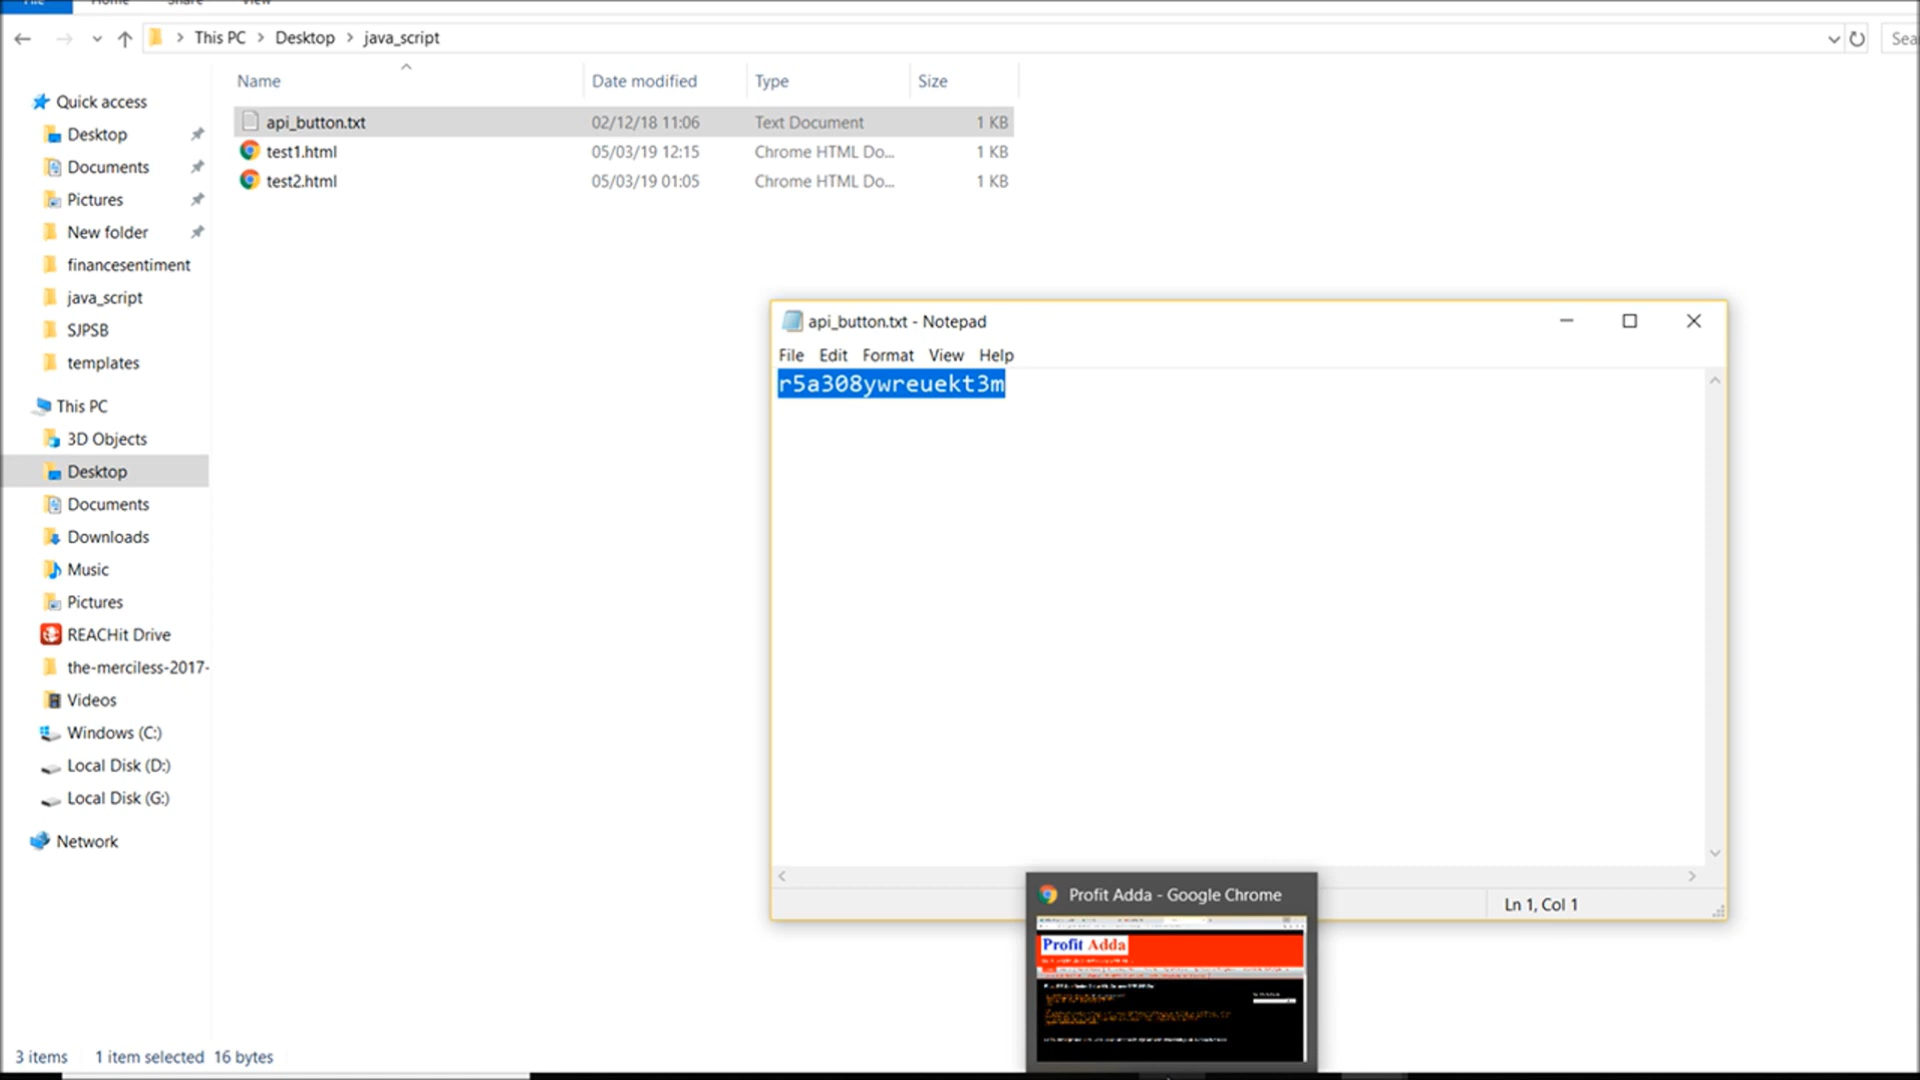 File Home Share View
This PC > Desktop > java_script
Sea
Name Date modified Type Size
api_button.txt 02/12/18 11:06 Text Document 1 KB
test1.html 05/03/19 12:15 Chrome HTML Do... 1 KB
test2.html 05/03/19 01:05 Chrome HTML Do... 1 KB
Quick access
Desktop
Documents
Pictures
New folder
financesentiment
java_script
SJPSB
templates
This PC
3D Objects
Desktop
Documents
Downloads
Music
Pictures
REACHit Drive
the-merciless-2017-
Videos
Windows (C:)
Local Disk (D:)
Local Disk (G:)
Network
api_button.txt - Notepad
File Edit Format View Help
r5a308ywreuekt3m
Ln 1, Col 1
Profit Adda - Google Chrome
Profit Adda
3 items 1 item selected 16 bytes